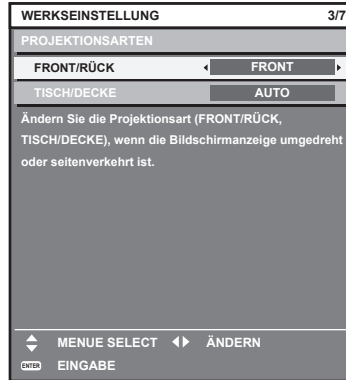 WERKSEINSTELLUNG 3/7
PROJEKTIONSARTEN
FRONT/RÜCK FRONT
TISCH/DECKE AUTO
Ändern Sie die Projektionsart (FRONT/RÜCK,
TISCH/DECKE), wenn die Bildschirmanzeige umgedreht
oder seitenverkehrt ist.
MENUE SELECT ÄNDERN
ENTER EINGABE